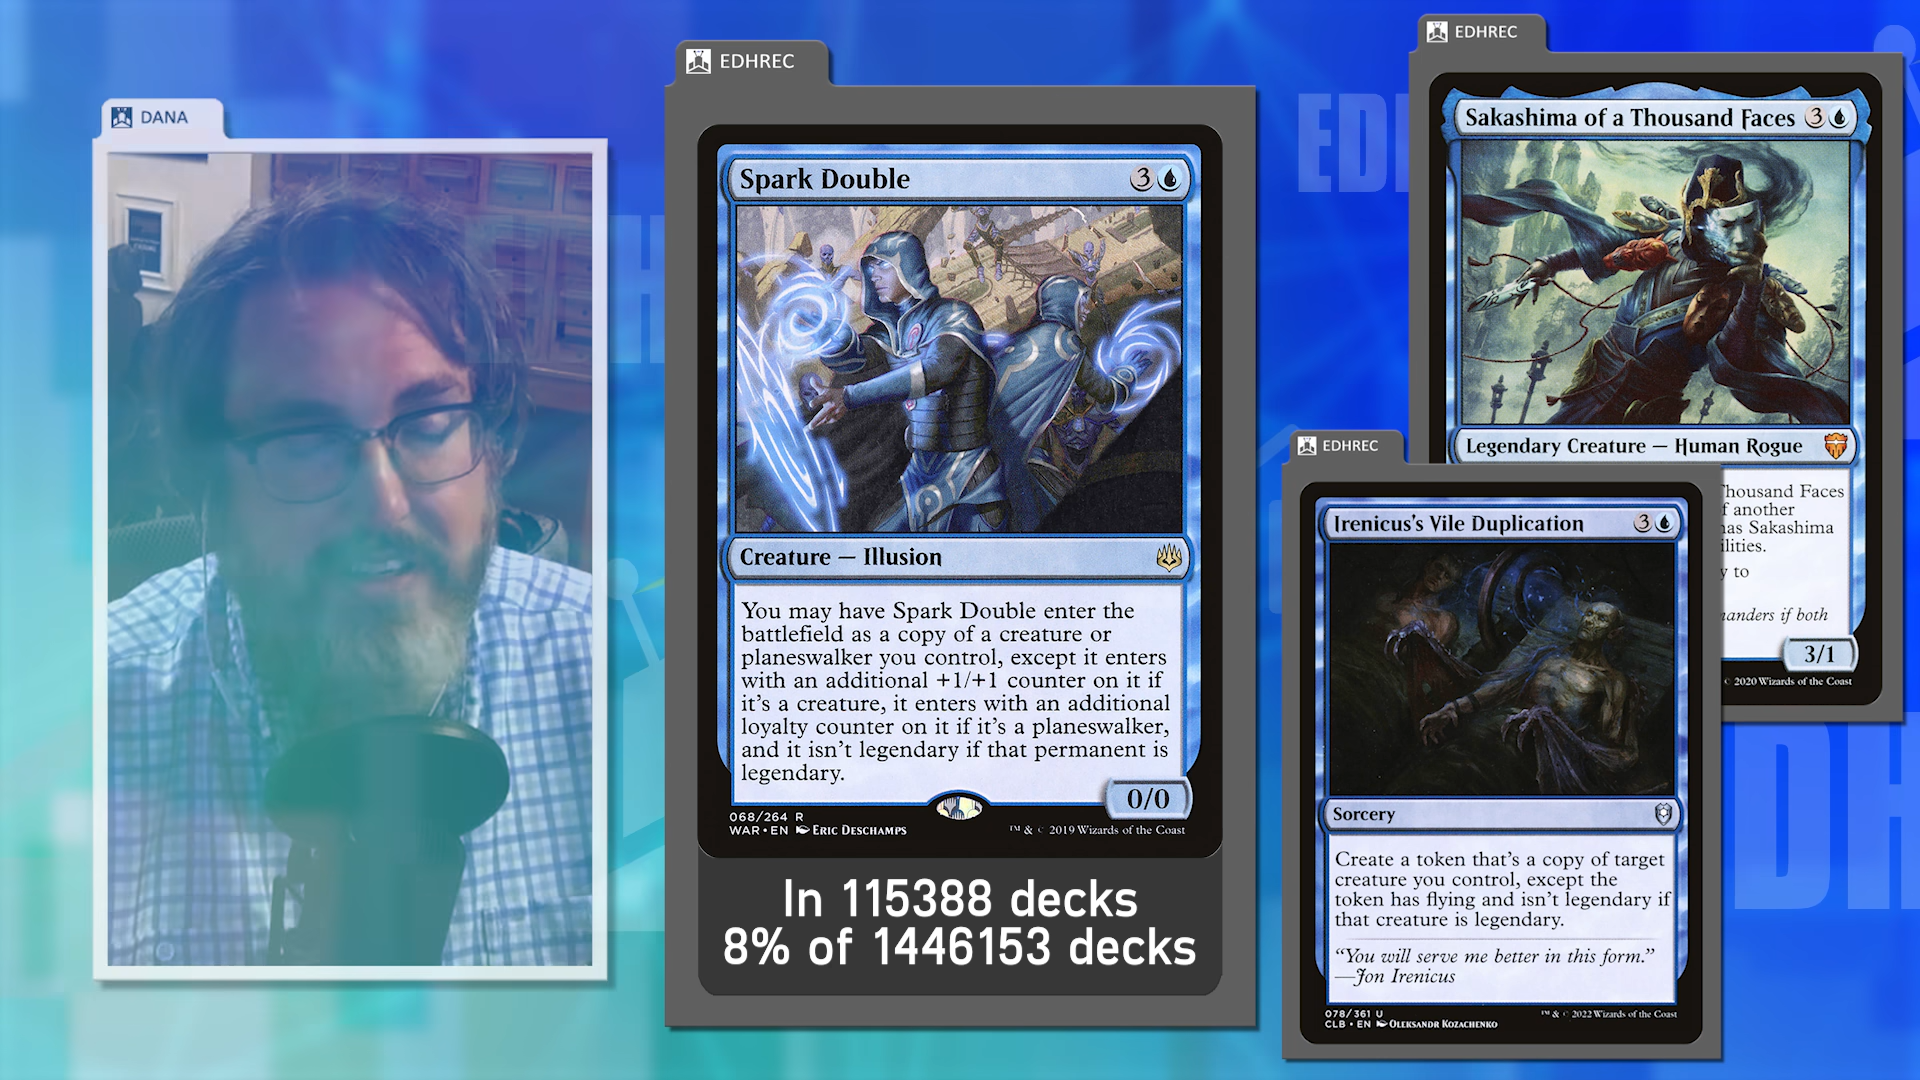 DANA
EDHREC
Spark Double 3
Creature — Illusion
You may have Spark Double enter the
battlefield as a copy of a creature or
planeswalker you control, except it enters
with an additional +1/+1 counter on it if
it's a creature, it enters with an additional
loyalty counter on it if it's a planeswalker,
and it isn't legendary if that permanent is
legendary.
0/0
068/264 R
WAR • EN Eric Deschamps
™ & © 2019 Wizards of the Coast
In 115388 decks
8% of 1446153 decks
EDHREC
Sakashima of a Thousand Faces 3
Legendary Creature — Human Rogue
Thousand Faces
f another
has Sakashima
ilities.
y to
manders if both
3/1
© 2020 Wizards of the Coast
EDHREC
Irenicus's Vile Duplication 3
Sorcery
Create a token that's a copy of target
creature you control, except the
token has flying and isn't legendary if
that creature is legendary.
"You will serve me better in this form."
—Jon Irenicus
078/361 U
CLB • EN Oleksandr Kozachenko
™ & © 2022 Wizards of the Coast